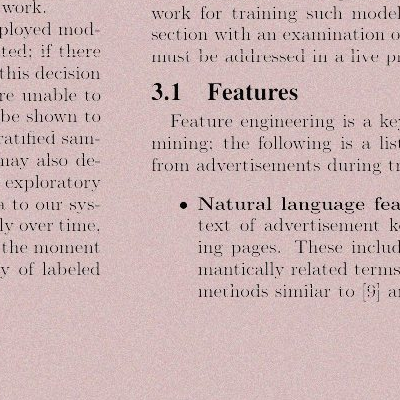 work.
ployed mod-
ted; if there
this decision
re unable to
be shown to
ratified sam-
may also de-
exploratory
a to our sys-
ly over time,
the moment
y of labeled
work for training such model
section with an examination o
must be addressed in a live pr
3.1 Features
Feature engineering is a key
mining; the following is a list
from advertisements during tr
• Natural language fea
text of advertisement k
ing pages. These includ
mantically related terms
methods similar to [9] a